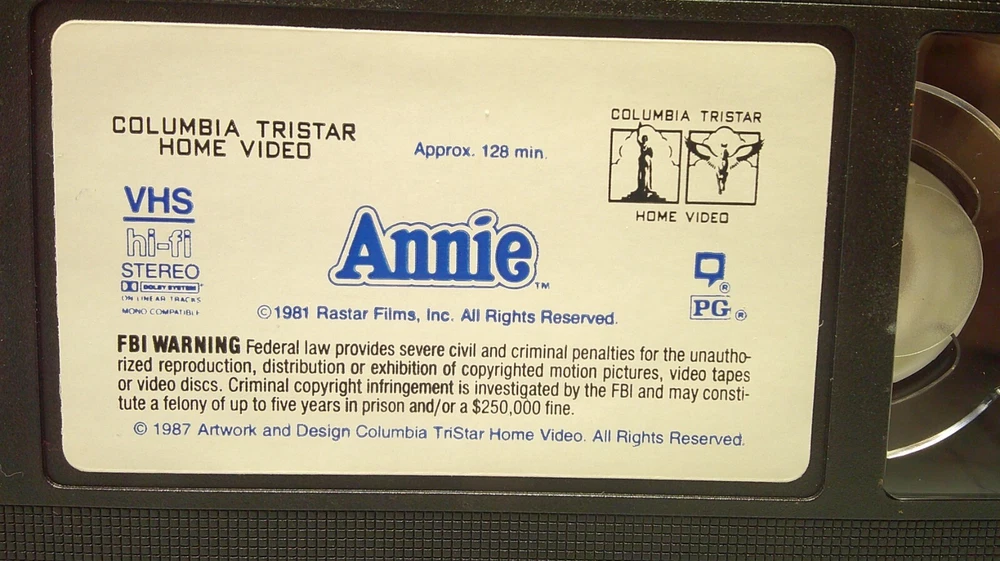 COLUMBIA TRISTAR
HOME VIDEO
Approx. 128 min.
COLUMBIA TRISTAR
HOME VIDEO
VHS
hi-fi
STEREO
DOLBY SYSTEM
ON LINEAR TRACKS
MONO COMPATIBLE
Annie™
®
PG ®
©1981 Rastar Films, Inc. All Rights Reserved.
FBI WARNING Federal law provides severe civil and criminal penalties for the unautho-
rized reproduction, distribution or exhibition of copyrighted motion pictures, video tapes
or video discs. Criminal copyright infringement is investigated by the FBI and may consti-
tute a felony of up to five years in prison and/or a $250,000 fine.
© 1987 Artwork and Design Columbia TriStar Home Video. All Rights Reserved.